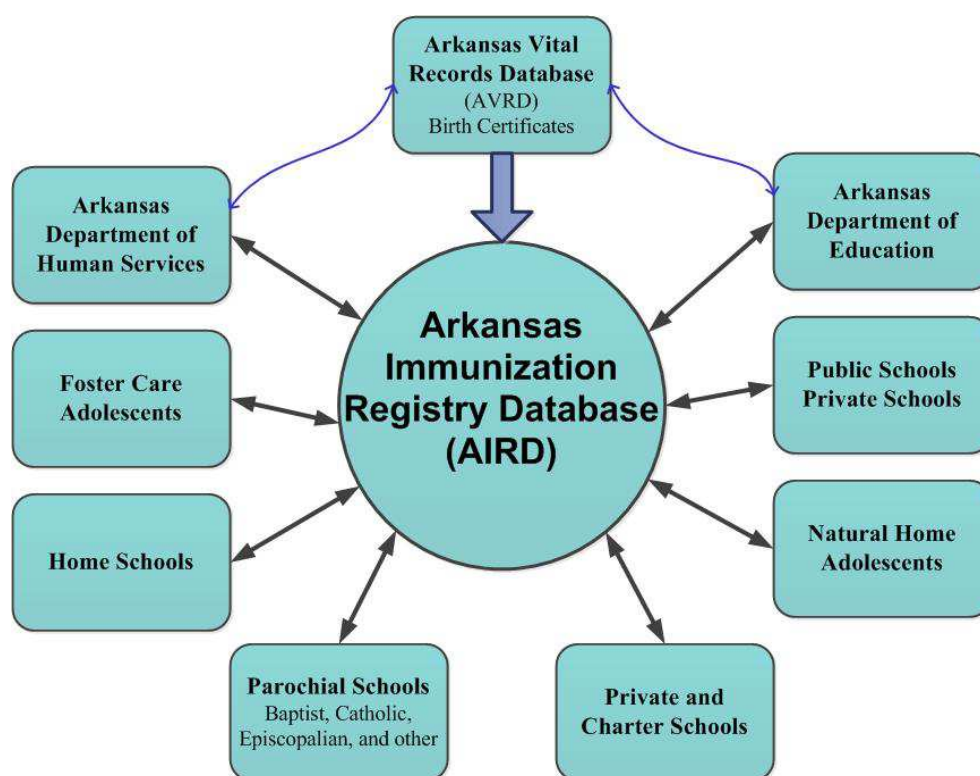 Arkansas Vital
Records Database
(AVRD)
Birth Certificates
Arkansas
Department of
Human Services
Arkansas
Department of
Education
Arkansas
Immunization
Registry Database
(AIRD)
Foster Care
Adolescents
Public Schools
Private Schools
Home Schools
Natural Home
Adolescents
Parochial Schools
Baptist, Catholic,
Episcopalian, and other
Private and
Charter Schools